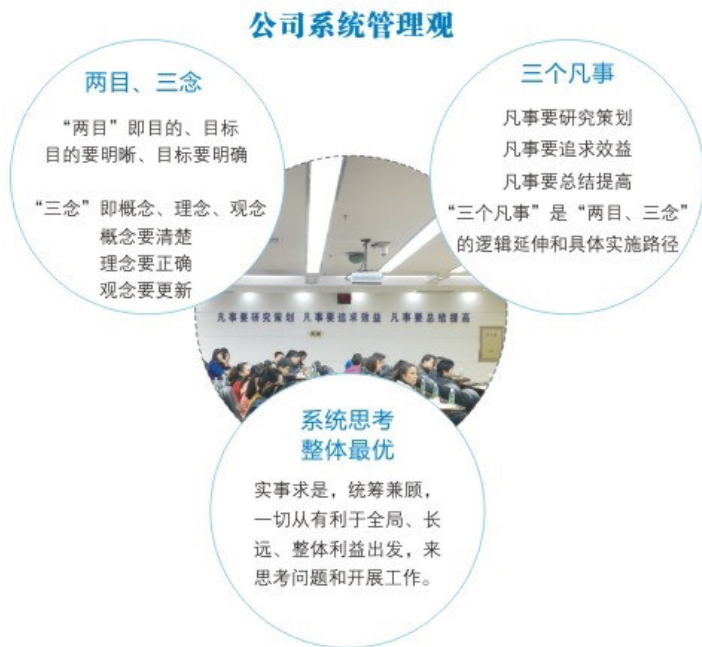 公司系统管理观
两目、三念
“两目”即目的、目标
目的要明晰、目标要明确
“三念”即概念、理念、观念
概念要清楚
理念要正确
观念要更新
三个凡事
凡事要研究策划
凡事要追求效益
凡事要总结提高
“三个凡事”是“两目、三念”
的逻辑延伸和具体实施路径
凡事要研究策划 凡事要追求效益 凡事要总结提高
系统思考
整体最优
实事求是，统筹兼顾，
一切从有利于全局、长
远、整体利益出发，来
思考问题和开展工作。